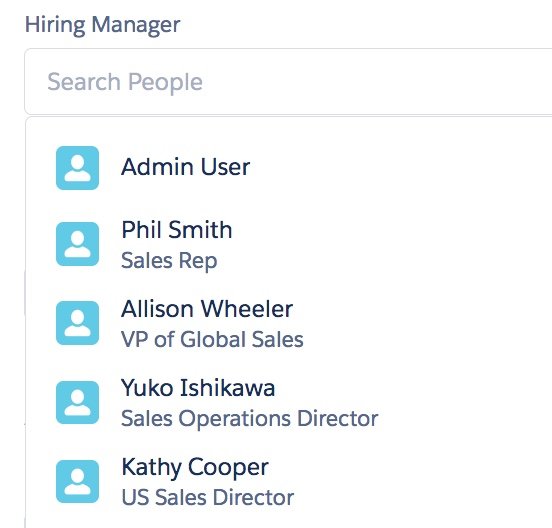 Hiring Manager
Search People
Admin User
Phil Smith
Sales Rep
Allison Wheeler
VP of Global Sales
Yuko Ishikawa
Sales Operations Director
Kathy Cooper
US Sales Director